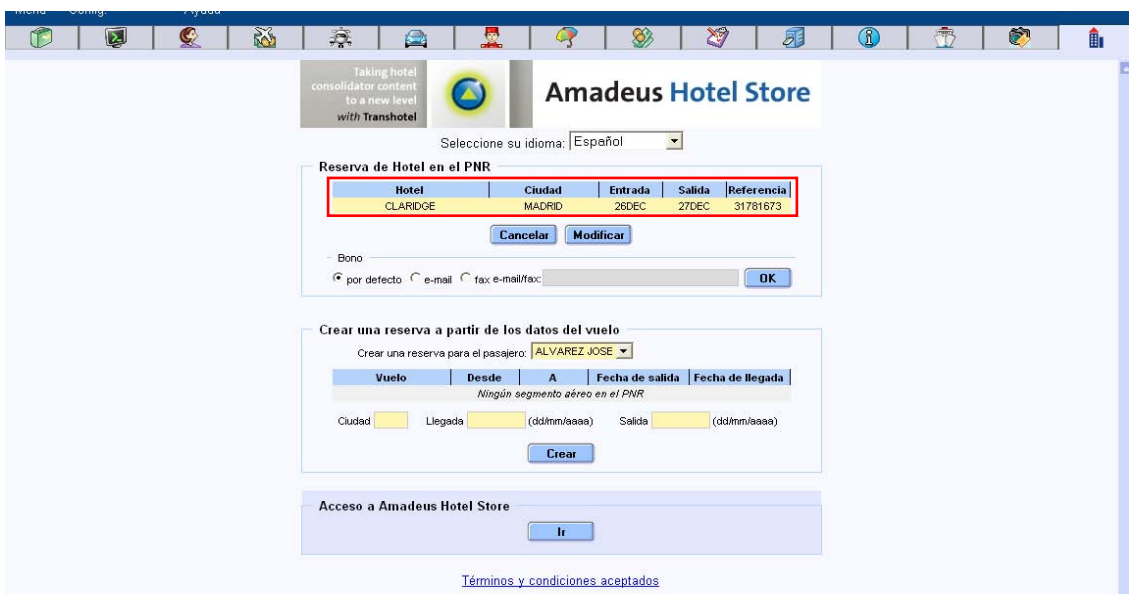 Menú Config. Ayuda
Taking hotel
consolidator content
to a new level
with Transhotel
Amadeus Hotel Store
Seleccione su idioma: Español
Reserva de Hotel en el PNR
Hotel Ciudad Entrada Salida Referencia
CLARIDGE MADRID 26DEC 27DEC 31781673
Cancelar Modificar
Bono
por defecto e-mail fax e-mail/fax: OK
Crear una reserva a partir de los datos del vuelo
Crear una reserva para el pasajero: ALVAREZ JOSE
Vuelo Desde A Fecha de salida Fecha de llegada
Ningún segmento aéreo en el PNR
Ciudad Llegada (dd/mm/aaaa) Salida (dd/mm/aaaa)
Crear
Acceso a Amadeus Hotel Store
Ir
Términos y condiciones aceptados